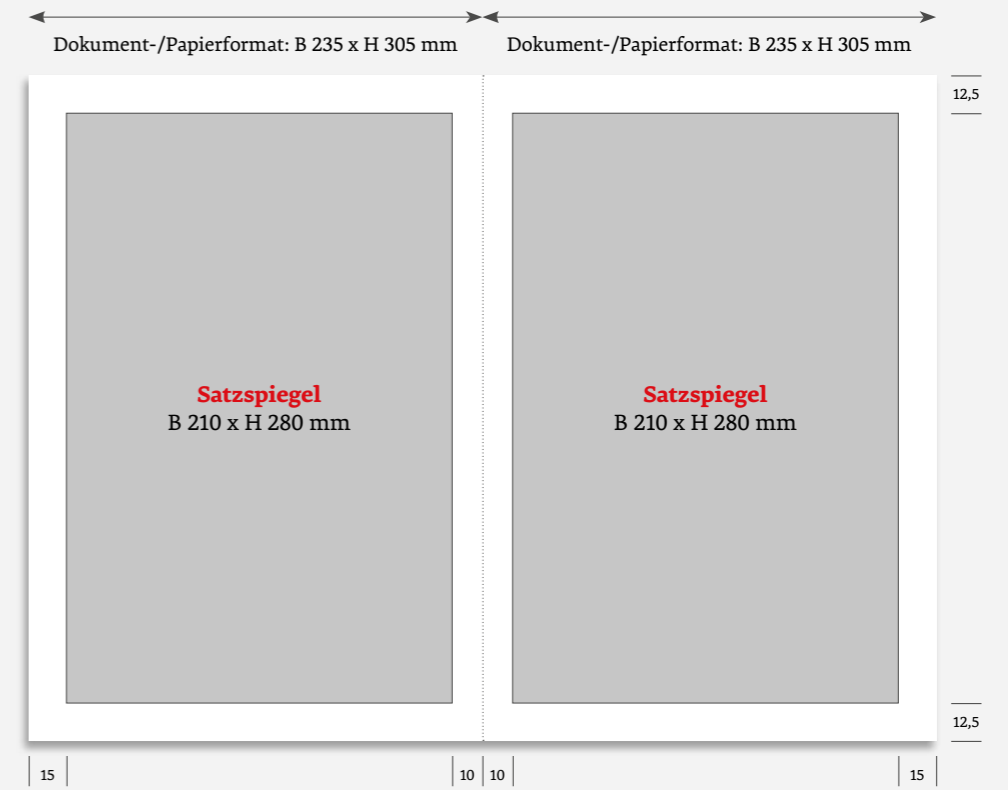 Dokument-/Papierformat: B 235 x H 305 mm
Dokument-/Papierformat: B 235 x H 305 mm
12,5
Satzspiegel
B 210 x H 280 mm
Satzspiegel
B 210 x H 280 mm
12,5
15
10
10
15